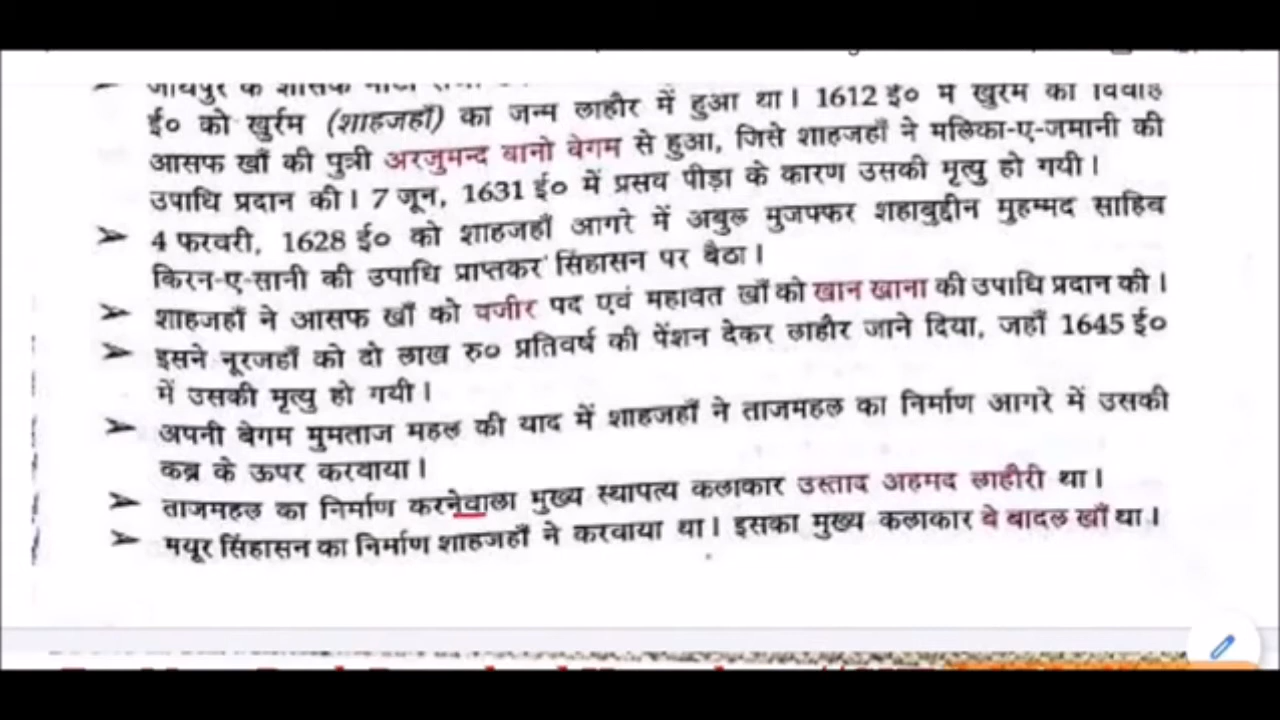 जोधपुर के शासक
ई० को खुर्रम (शाहजहाँ) का जन्म लाहौर में हुआ था। 1612 ई० में खुर्रम का विवाह
आसफ खाँ की पुत्री अरजुमन्द बानो बेगम से हुआ, जिसे शाहजहाँ ने मलिका-ए-जमानी की
उपाधि प्रदान की। 7 जून, 1631 ई० में प्रसव पीड़ा के कारण उसकी मृत्यु हो गयी।
➤ 4 फरवरी, 1628 ई० को शाहजहाँ आगरे में अबुल मुजफ्फर शहाबुद्दीन मुहम्मद साहिब
किरन-ए-सानी की उपाधि प्राप्तकर सिंहासन पर बैठा।
➤ शाहजहाँ ने आसफ खाँ को वजीर पद एवं महावत खाँ को खान खाना की उपाधि प्रदान की।
➤ इसने नूरजहाँ को दो लाख रु० प्रतिवर्ष की पेंशन देकर लाहौर जाने दिया, जहाँ 1645 ई०
में उसकी मृत्यु हो गयी।
➤ अपनी बेगम मुमताज महल की याद में शाहजहाँ ने ताजमहल का निर्माण आगरे में उसकी
कब्र के ऊपर करवाया।
➤ ताजमहल का निर्माण करनेवाला मुख्य स्थापत्य कलाकार उस्ताद अहमद लाहौरी था।
➤ मयूर सिंहासन का निर्माण शाहजहाँ ने करवाया था। इसका मुख्य कलाकार बे बादल खाँ था।